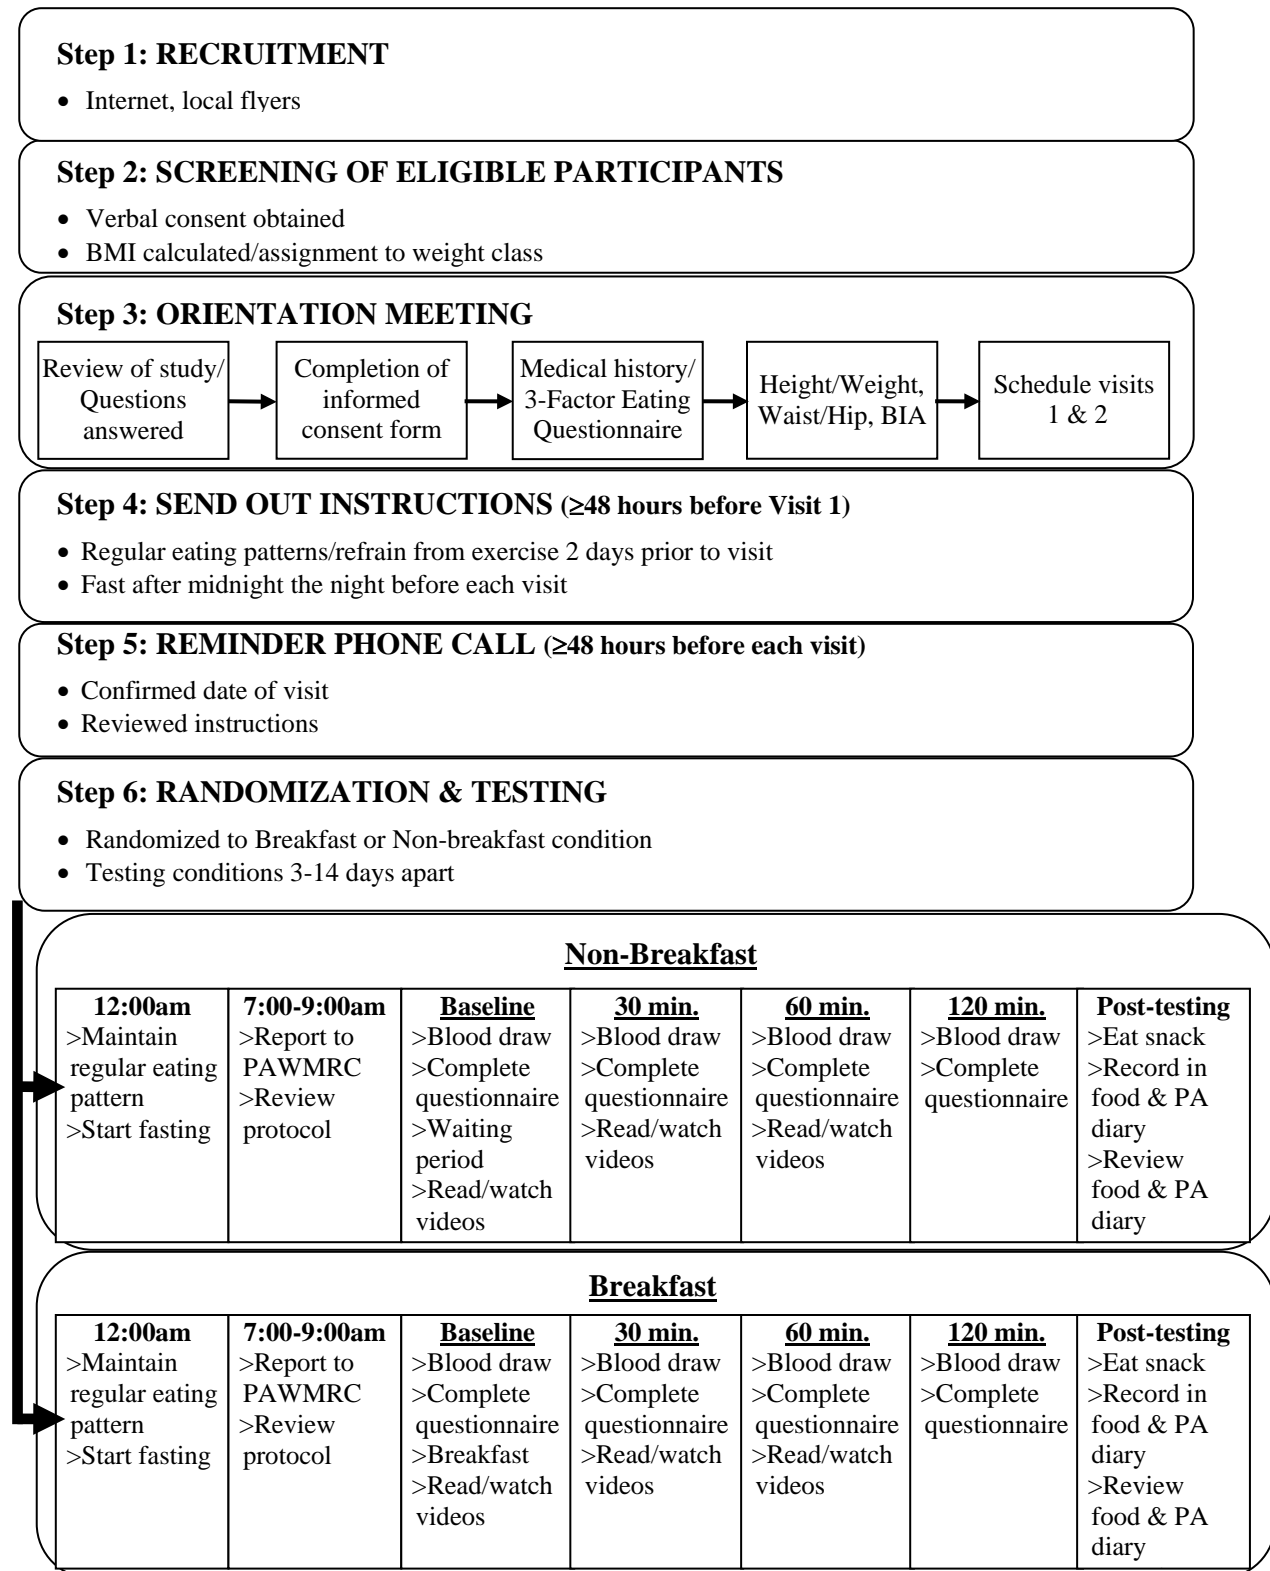 Step 1: RECRUITMENT
• Internet, local flyers
Step 2: SCREENING OF ELIGIBLE PARTICIPANTS
• Verbal consent obtained
• BMI calculated/assignment to weight class
Step 3: ORIENTATION MEETING
Review of study/
Questions
answered
Completion of
informed
consent form
Medical history/
3-Factor Eating
Questionnaire
Height/Weight,
Waist/Hip, BIA
Schedule visits
1 & 2
Step 4: SEND OUT INSTRUCTIONS (≥48 hours before Visit 1)
• Regular eating patterns/refrain from exercise 2 days prior to visit
• Fast after midnight the night before each visit
Step 5: REMINDER PHONE CALL (≥48 hours before each visit)
• Confirmed date of visit
• Reviewed instructions
Step 6: RANDOMIZATION & TESTING
• Randomized to Breakfast or Non-breakfast condition
• Testing conditions 3-14 days apart
Non-Breakfast
12:00am
>Maintain
regular eating
pattern
>Start fasting
7:00-9:00am
>Report to
PAWMRC
>Review
protocol
Baseline
>Blood draw
>Complete
questionnaire
>Waiting
period
>Read/watch
videos
30 min.
>Blood draw
>Complete
questionnaire
>Read/watch
videos
60 min.
>Blood draw
>Complete
questionnaire
>Read/watch
videos
120 min.
>Blood draw
>Complete
questionnaire
Post-testing
>Eat snack
>Record in
food & PA
diary
>Review
food & PA
diary
Breakfast
12:00am
>Maintain
regular eating
pattern
>Start fasting
7:00-9:00am
>Report to
PAWMRC
>Review
protocol
Baseline
>Blood draw
>Complete
questionnaire
>Breakfast
>Read/watch
videos
30 min.
>Blood draw
>Complete
questionnaire
>Read/watch
videos
60 min.
>Blood draw
>Complete
questionnaire
>Read/watch
videos
120 min.
>Blood draw
>Complete
questionnaire
Post-testing
>Eat snack
>Record in
food & PA
diary
>Review
food & PA
diary